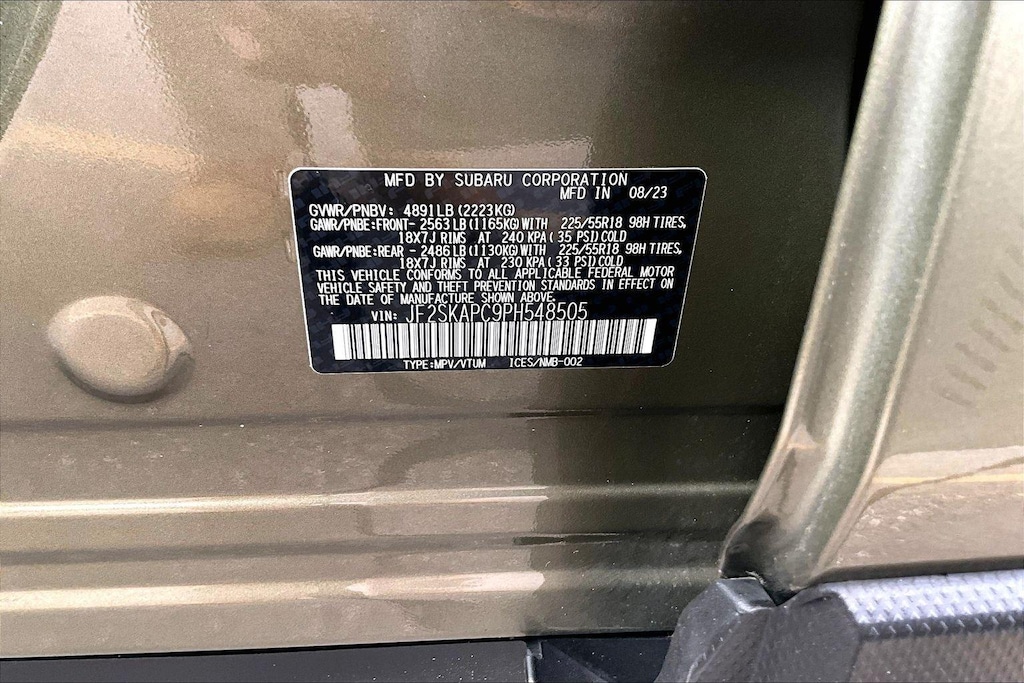 MFD BY SUBARU CORPORATION
MFD IN 08/23
GVWR/PNBV: 4891LB(2223KG)
GAWR/PNBE:FRONT- 2563LB(1165KG)WITH 225/55R18 98H TIRES,
18X7J RIMS AT 240 KPA( 35 PSI)COLD
GAWR/PNBE:REAR - 2486LB(1130KG)WITH 225/55R18 98H TIRES,
18X7J RIMS AT 230 KPA( 33 PSI)COLD
THIS VEHICLE CONFORMS TO ALL APPLICABLE FEDERAL MOTOR
VEHICLE SAFETY AND THEFT PREVENTION STANDARDS IN EFFECT ON
THE DATE OF MANUFACTURE SHOWN ABOVE.
VIN: JF2SKAPC9PH548505
TYPE:MPV/VTUM ICES/NMB-002